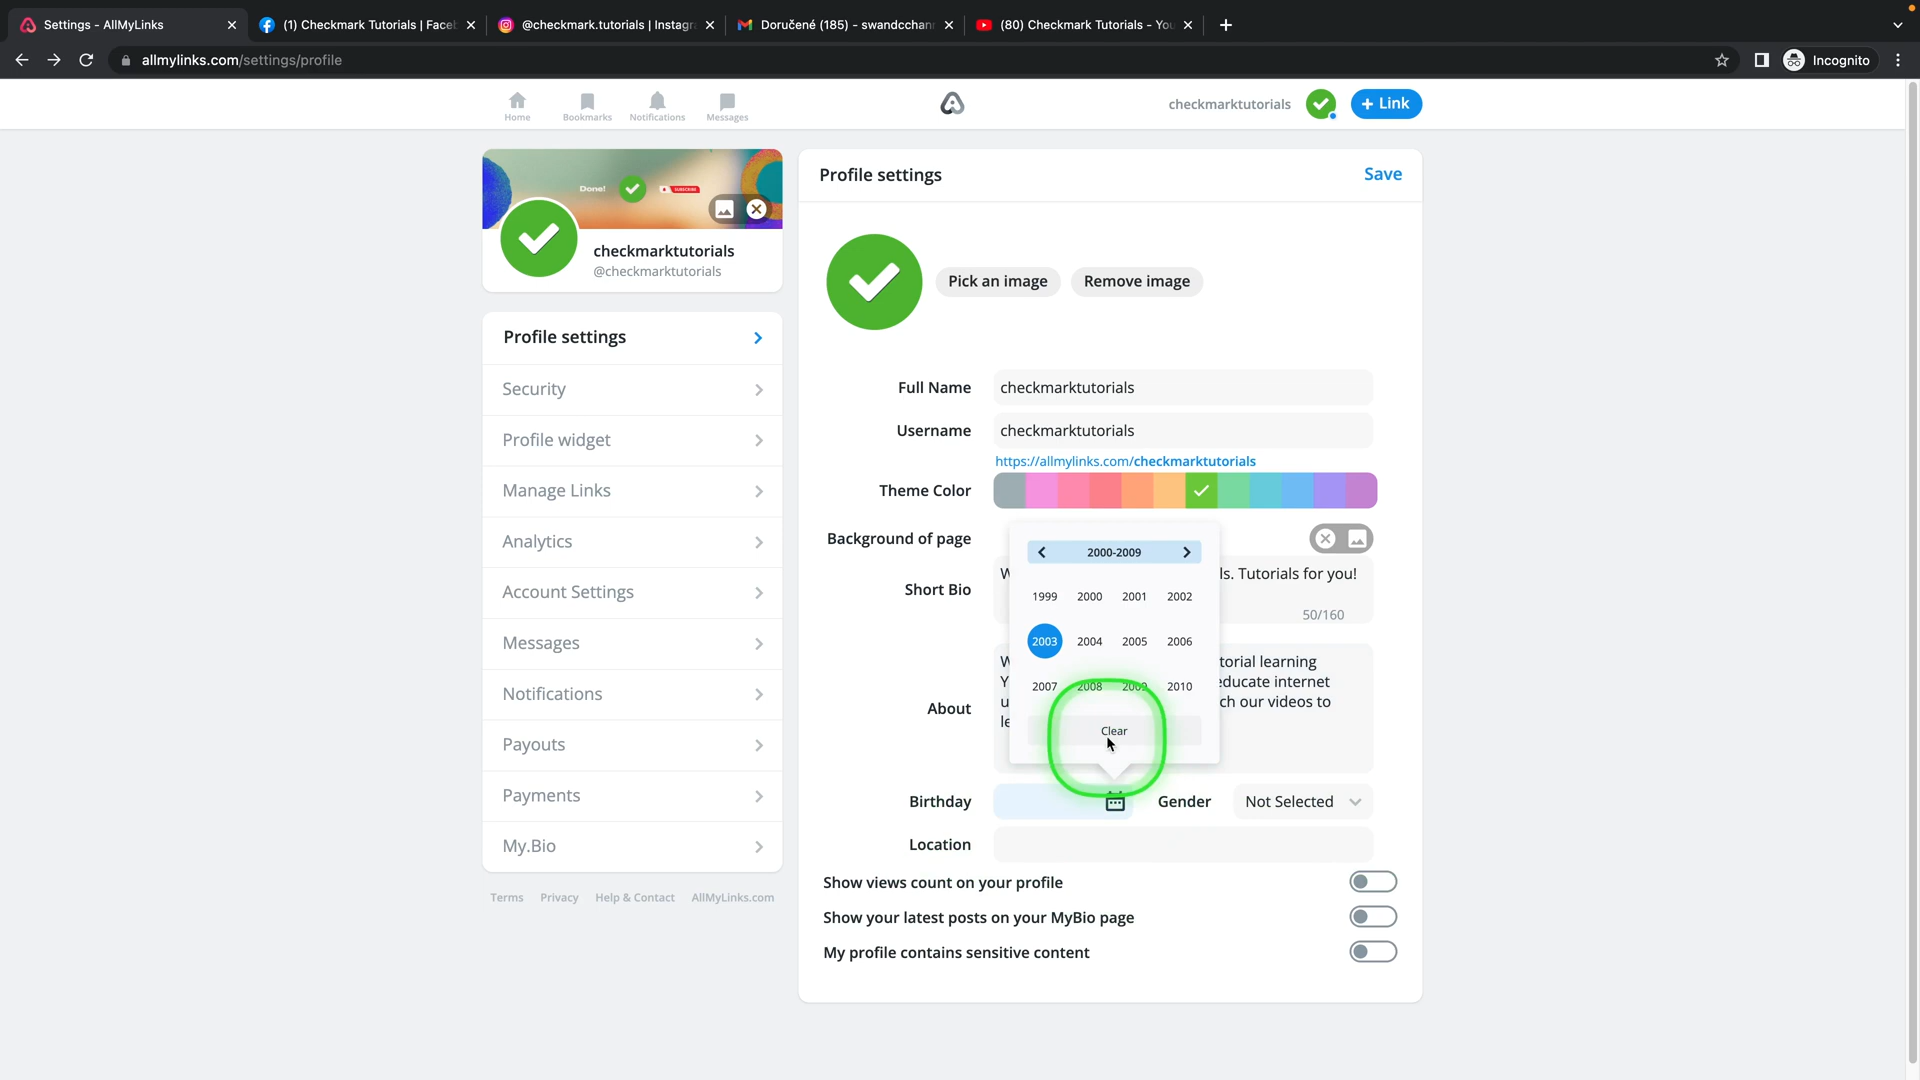 Settings - AllMyLinks
(1) Checkmark Tutorials | Faceb
@checkmark.tutorials | Instagra
Doručené (185) - swandcchann
(80) Checkmark Tutorials - You
allmylinks.com/settings/profile
Incognito
Home
Bookmarks
Notifications
Messages
checkmarktutorials
+ Link
Done!
SUBSCRIBE
checkmarktutorials
@checkmarktutorials
Profile settings
Security
Profile widget
Manage Links
Analytics
Account Settings
Messages
Notifications
Payouts
Payments
My.Bio
Terms Privacy Help & Contact AllMyLinks.com
Profile settings
Save
Pick an image
Remove image
Full Name
checkmarktutorials
Username
checkmarktutorials
https://allmylinks.com/checkmarktutorials
Theme Color
Background of page
2000-2009
Short Bio
W
ls. Tutorials for you!
50/160
1999 2000 2001 2002
2003 2004 2005 2006
2007 2008 2009 2010
Clear
About
W torial learning
Y educate internet
u ch our videos to
le
Birthday
Gender
Not Selected
Location
Show views count on your profile
Show your latest posts on your MyBio page
My profile contains sensitive content